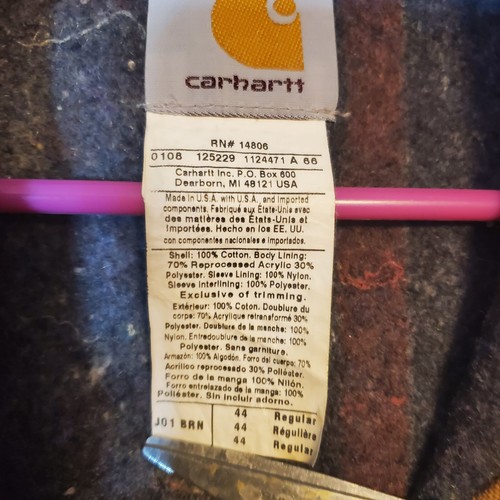 carhartt
RN# 14806
0108 125229 1124471 A 66
Carhartt Inc. P.O. Box 600
Dearborn, MI 48121 USA
Made in U.S.A. with U.S.A., and imported
components. Fabriqué aux États-Unis avec
des matières des États-Unis et
importées. Hecho en los EE. UU.
con componentes nacionales e importados.
Shell: 100% Cotton. Body Lining:
70% Reprocessed Acrylic 30%
Polyester. Sleeve Lining: 100% Nylon.
Sleeve Interlining: 100% Polyester.
Exclusive of trimming.
Extérieur: 100% Coton. Doublure du
corps: 70% Acrylique retransformé 30%
Polyester. Doublure de la manche: 100%
Nylon. Entredoublure de la manche: 100%
Polyester. Sans garniture.
Armazón: 100% Algodón. Forro del cuerpo: 70%
Acrílico reprocesado 30% Poliéster.
Forro de la manga 100% Nilón.
Forro entrelazado de la manga: 100%
Poliéster. Sin incluir adorno.
44 Regular
J01 BRN 44 Régulière
44 Regular